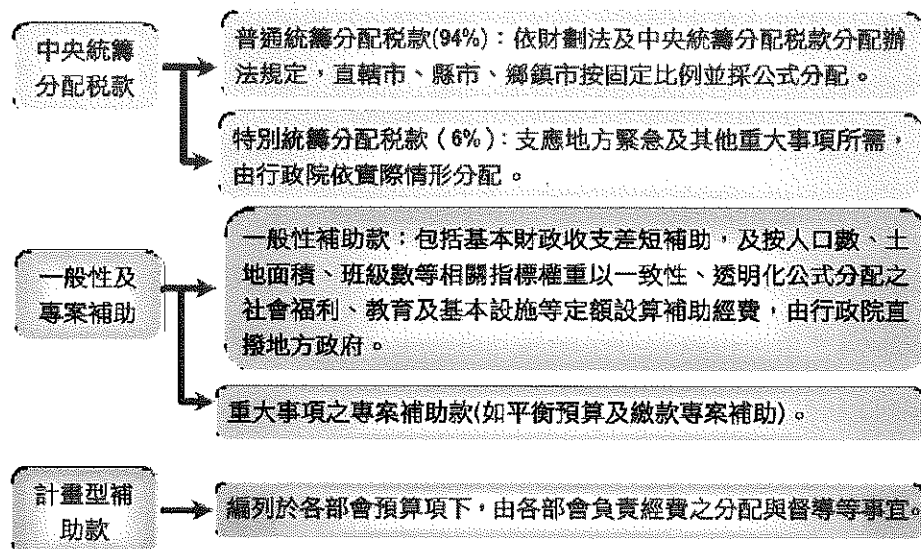 中央統籌
分配稅款
普通統籌分配稅款(94%)：依財劃法及中央統籌分配稅款分配辦
法規定，直轄市、縣市、鄉鎮市按固定比例並採公式分配。
特別統籌分配稅款（6%）：支應地方緊急及其他重大事項所需，
由行政院依實際情形分配。
一般性及
專案補助
一般性補助款：包括基本財政收支差短補助，及按人口數、土
地面積、班級數等相關指標權重以一致性、透明化公式分配之
社會福利、教育及基本設施等定額設算補助經費，由行政院直
撥地方政府。
重大事項之專案補助款(如平衡預算及繳款專案補助)。
計畫型補
助款
編列於各部會預算項下，由各部會負責經費之分配與督導等事宜。